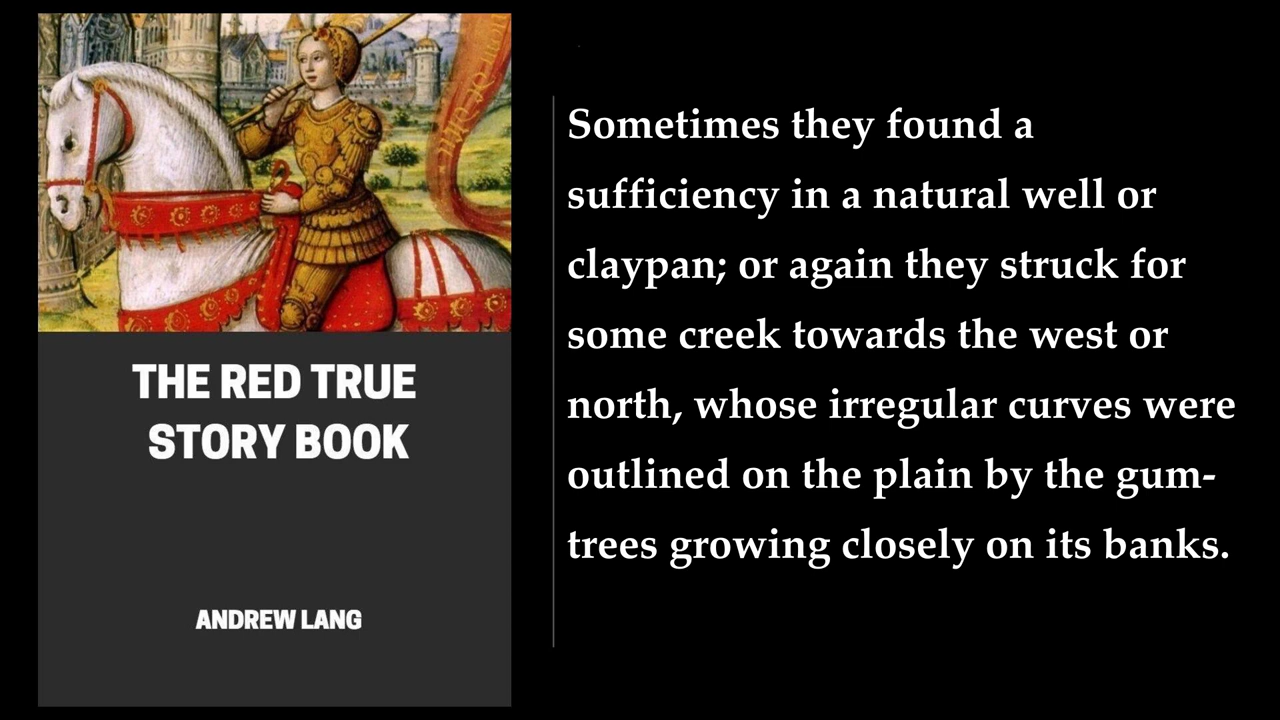 THE RED TRUE
STORY BOOK
ANDREW LANG
Sometimes they found a
sufficiency in a natural well or
claypan; or again they struck for
some creek towards the west or
north, whose irregular curves were
outlined on the plain by the gum-
trees growing closely on its banks.